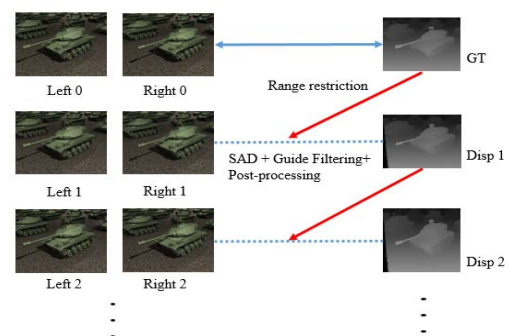 GT
Left 0
Right 0
Range restriction
SAD + Guide Filtering+
Post-processing
Disp 1
Left 1
Right 1
Disp 2
Left 2
Right 2